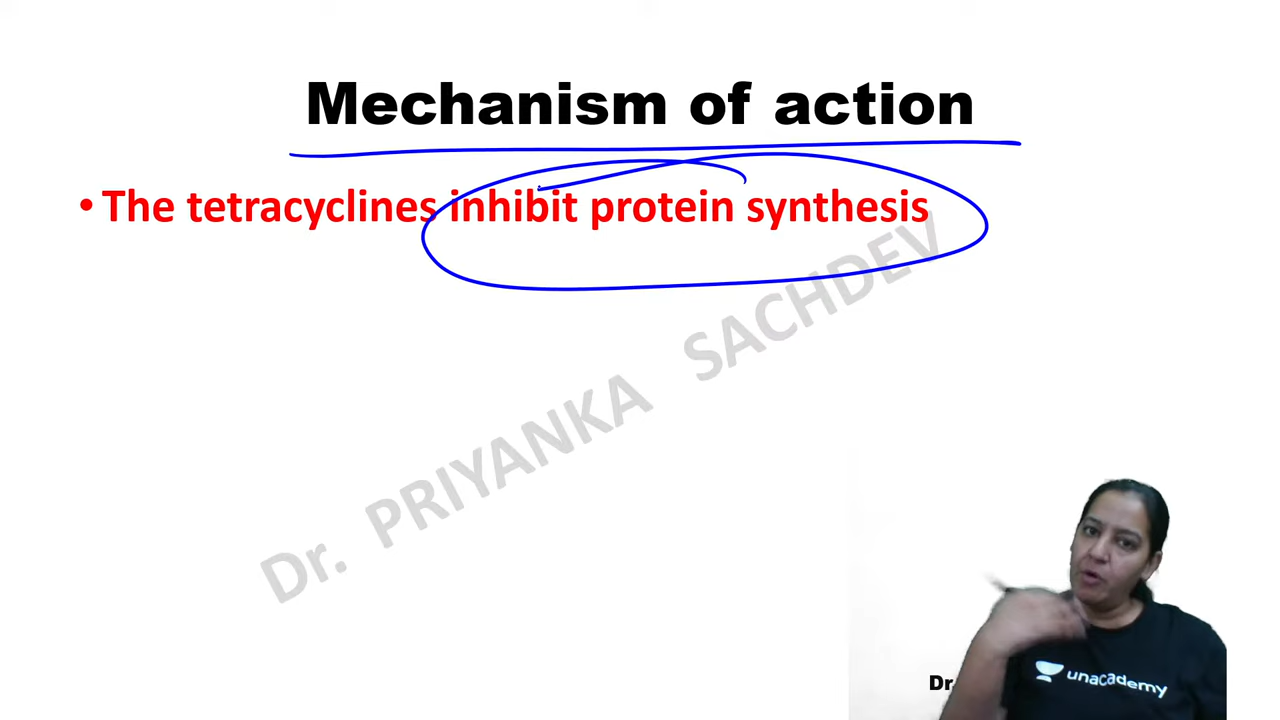 Mechanism of action
• The tetracyclines inhibit protein synthesis
Dr. PRIYANKA SACHDEV
Dr.
unacademy